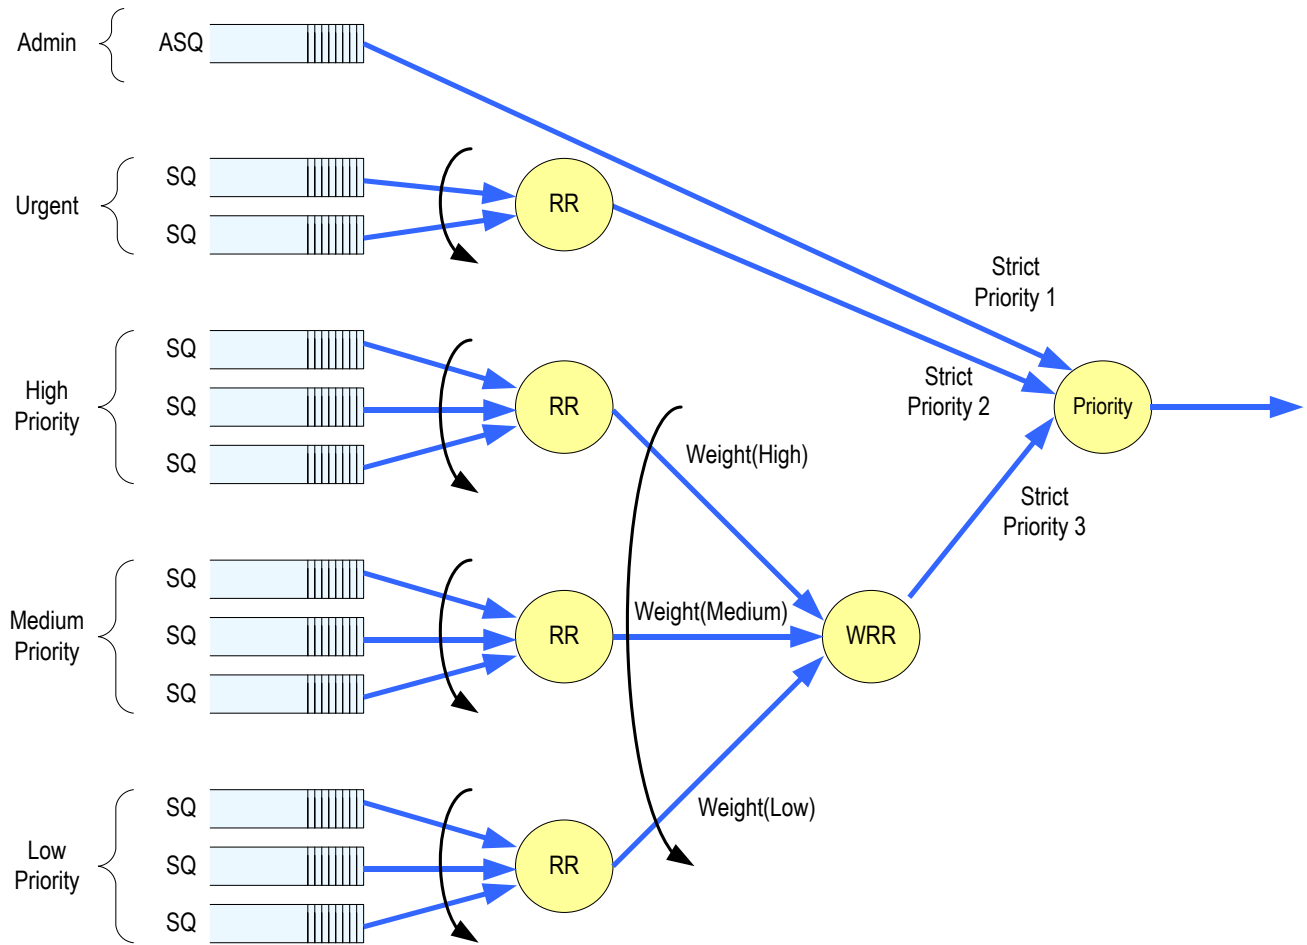 Admin
ASQ
Urgent
SQ
SQ
RR
Strict
Priority 1
High
Priority
SQ
SQ
SQ
RR
Strict
Priority 2
Priority
Weight(High)
Strict
Priority 3
Medium
Priority
SQ
SQ
SQ
RR
Weight(Medium)
WRR
Low
Priority
SQ
SQ
SQ
RR
Weight(Low)